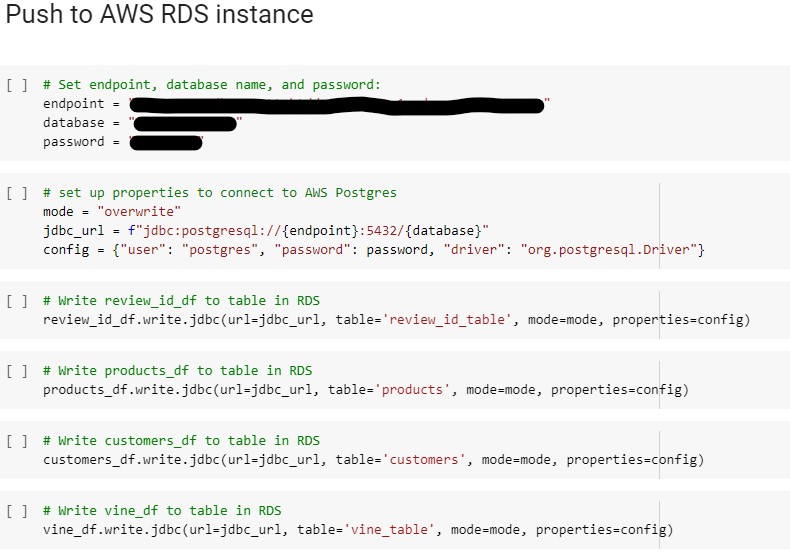 Push to AWS RDS instance
[ ] # Set endpoint, database name, and password:
endpoint = " "
database = " "
password = " "
[ ] # set up properties to connect to AWS Postgres
mode = "overwrite"
jdbc_url = f"jdbc:postgresql://{endpoint}:5432/{database}"
config = {"user": "postgres", "password": password, "driver": "org.postgresql.Driver"}
[ ] # Write review_id_df to table in RDS
review_id_df.write.jdbc(url=jdbc_url, table='review_id_table', mode=mode, properties=config)
[ ] # Write products_df to table in RDS
products_df.write.jdbc(url=jdbc_url, table='products', mode=mode, properties=config)
[ ] # Write customers_df to table in RDS
customers_df.write.jdbc(url=jdbc_url, table='customers', mode=mode, properties=config)
[ ] # Write vine_df to table in RDS
vine_df.write.jdbc(url=jdbc_url, table='vine_table', mode=mode, properties=config)